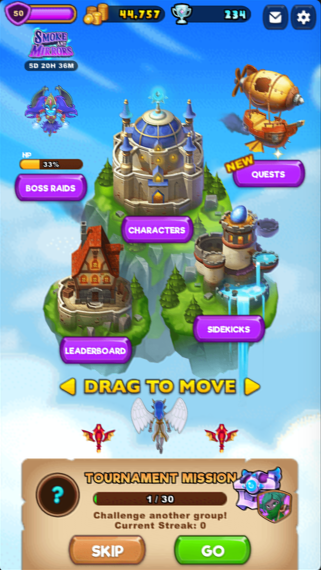 50
44,757
234
SMOKE AND MIRRORS
5D 20H 36M
HP
33%
BOSS RAIDS
NEW
QUESTS
CHARACTERS
SIDEKICKS
LEADERBOARD
DRAG TO MOVE
TOURNAMENT MISSION
?
1 / 30
Challenge another group!
Current Streak: 0
SKIP
GO